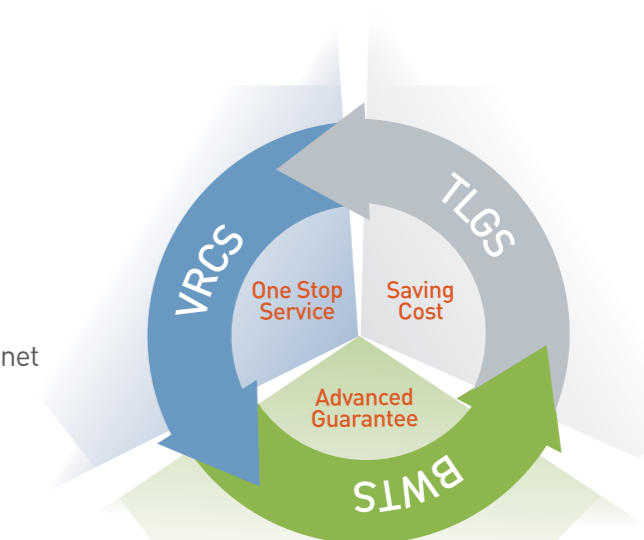 TLGS
VRCS
One Stop
Service
Saving
Cost
net
Advanced
Guarantee
BWTS